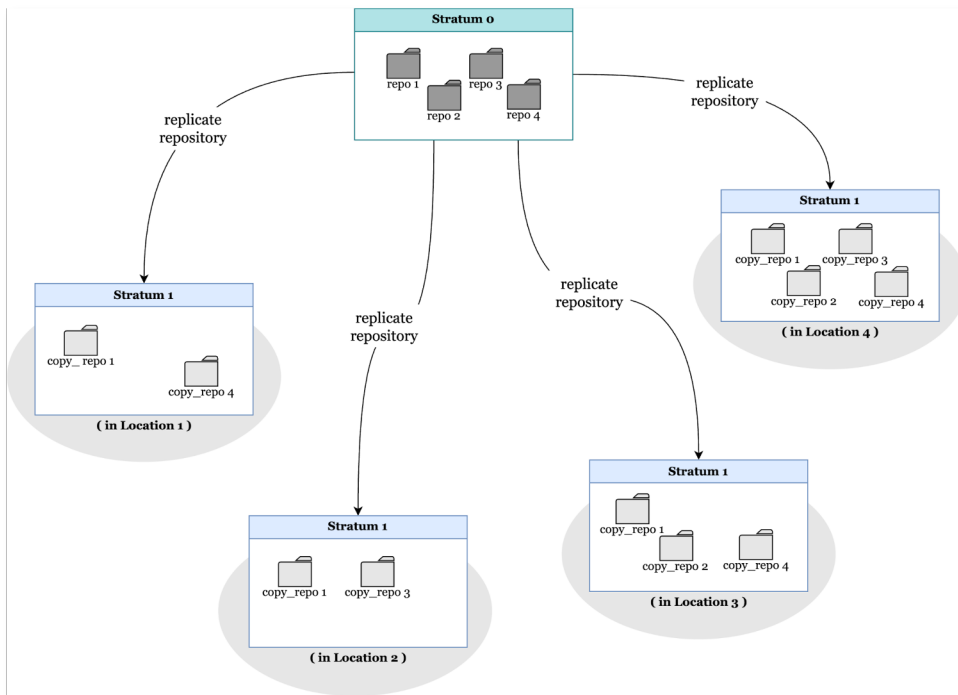 Stratum 0
repo 1
repo 3
repo 2
repo 4
replicate
repository
replicate
repository
replicate
repository
replicate
repository
Stratum 1
copy_repo 1
copy_repo 3
copy_repo 2
copy_repo 4
( in Location 4 )
Stratum 1
copy_ repo 1
copy_repo 4
( in Location 1 )
Stratum 1
copy_repo 1
copy_repo 2
copy_repo 4
( in Location 3 )
Stratum 1
copy_repo 1
copy_repo 3
( in Location 2 )